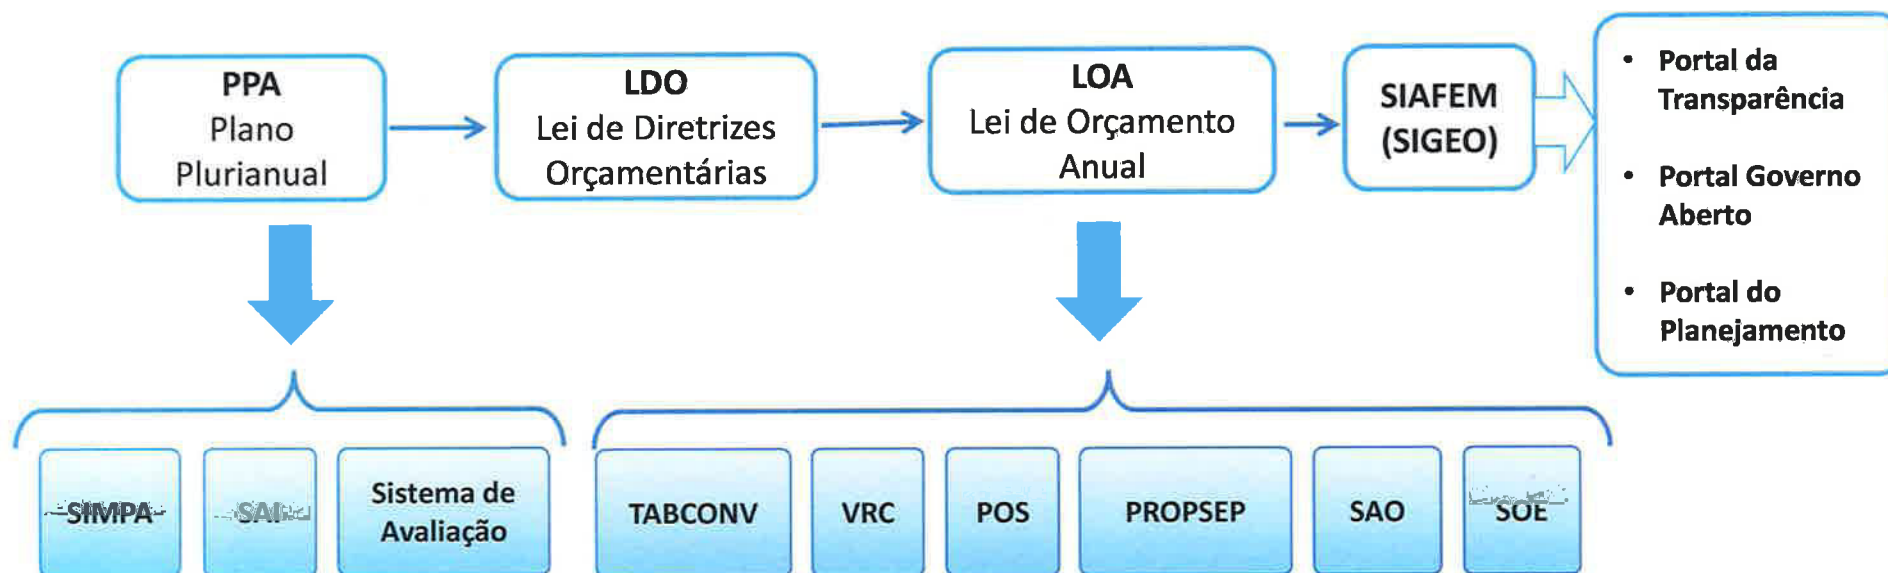 PPA
Plano
Plurianual
LDO
Lei de Diretrizes
Orçamentárias
LOA
Lei de Orçamento
Anual
SIAFEM
(SIGEO)
• Portal da
Transparência
• Portal Governo
Aberto
• Portal do
Planejamento
SIMPA
SAI
Sistema de
Avaliação
TABCONV
VRC
POS
PROPSEP
SAO
SOE